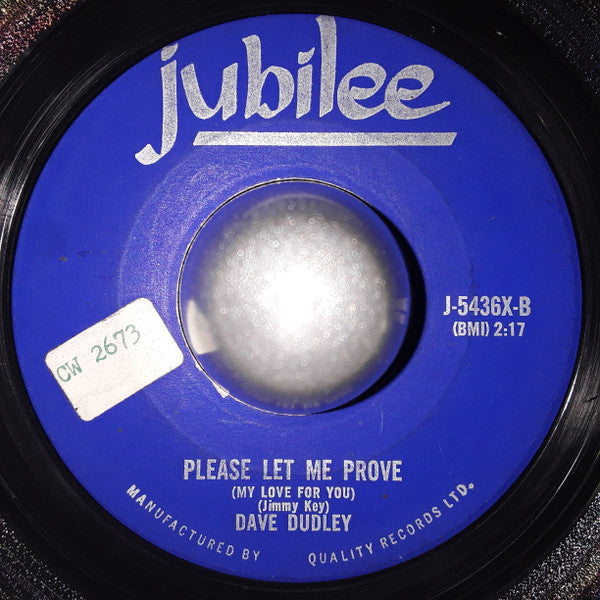 jubilee
J-5436X-B
(BMI) 2:17
CW 2673
PLEASE LET ME PROVE
(MY LOVE FOR YOU)
(Jimmy Key)
DAVE DUDLEY
MANUFACTURED BY QUALITY RECORDS LTD.